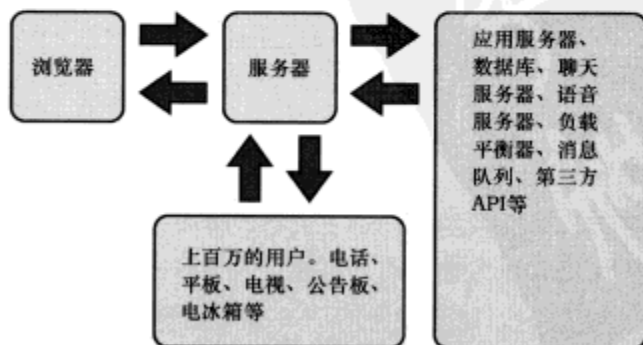 浏览器
服务器
应用服务器、
数据库、聊天
服务器、语音
服务器、负载
平衡器、消息
队列、第三方
API等
上百万的用户。电话、
平板、电视、公告板、
电冰箱等